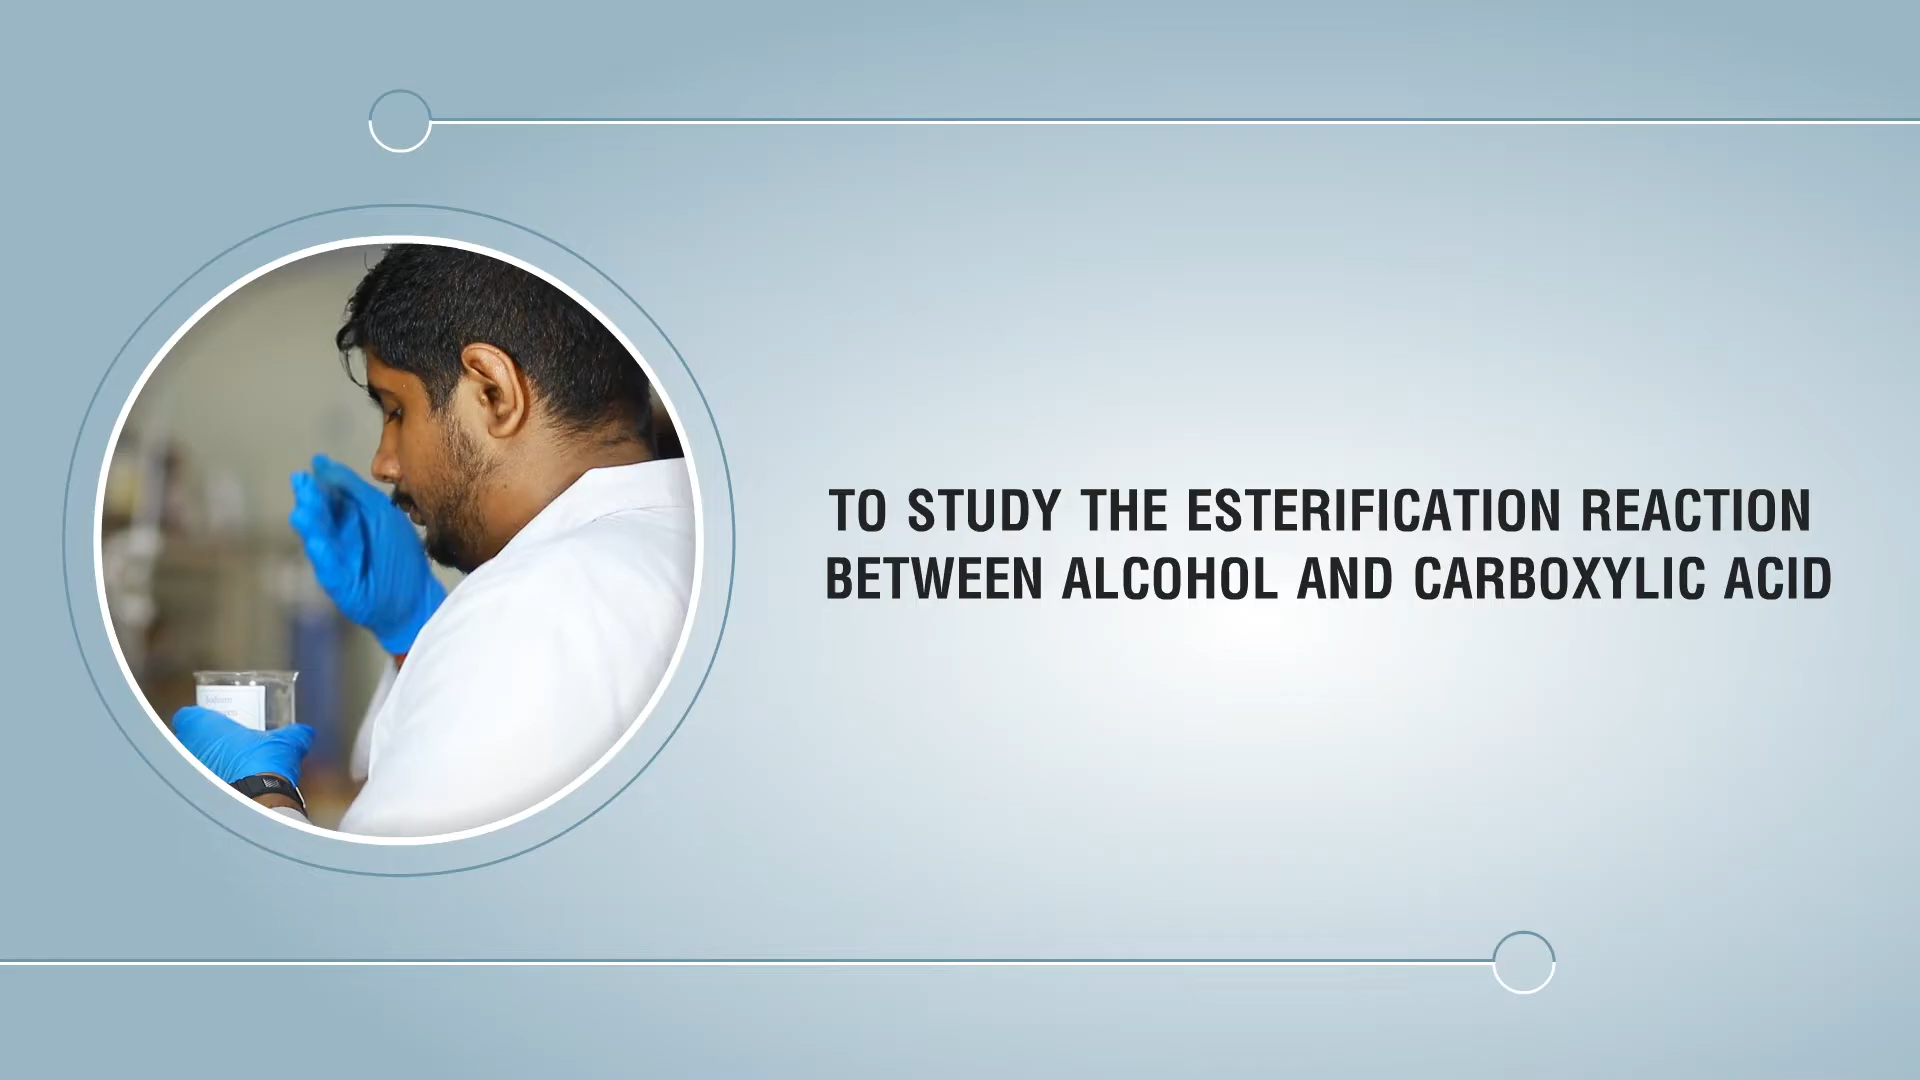 TO STUDY THE ESTERIFICATION REACTION
BETWEEN ALCOHOL AND CARBOXYLIC ACID